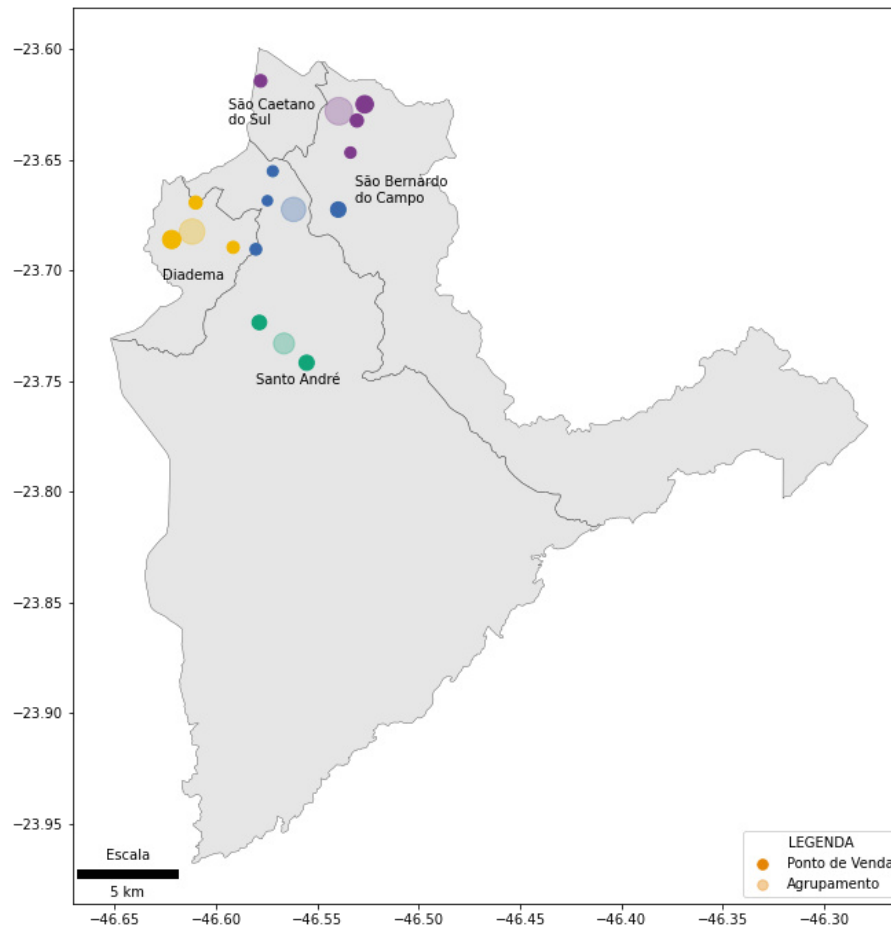 −23.60
São Caetano
do Sul
−23.65
São Bernardo
do Campo
−23.70
Diadema
−23.75
Santo André
−23.80
−23.85
−23.90
−23.95
Escala
5 km
LEGENDA
Ponto de Venda
Agrupamento
−46.65 −46.60 −46.55 −46.50 −46.45 −46.40 −46.35 −46.30